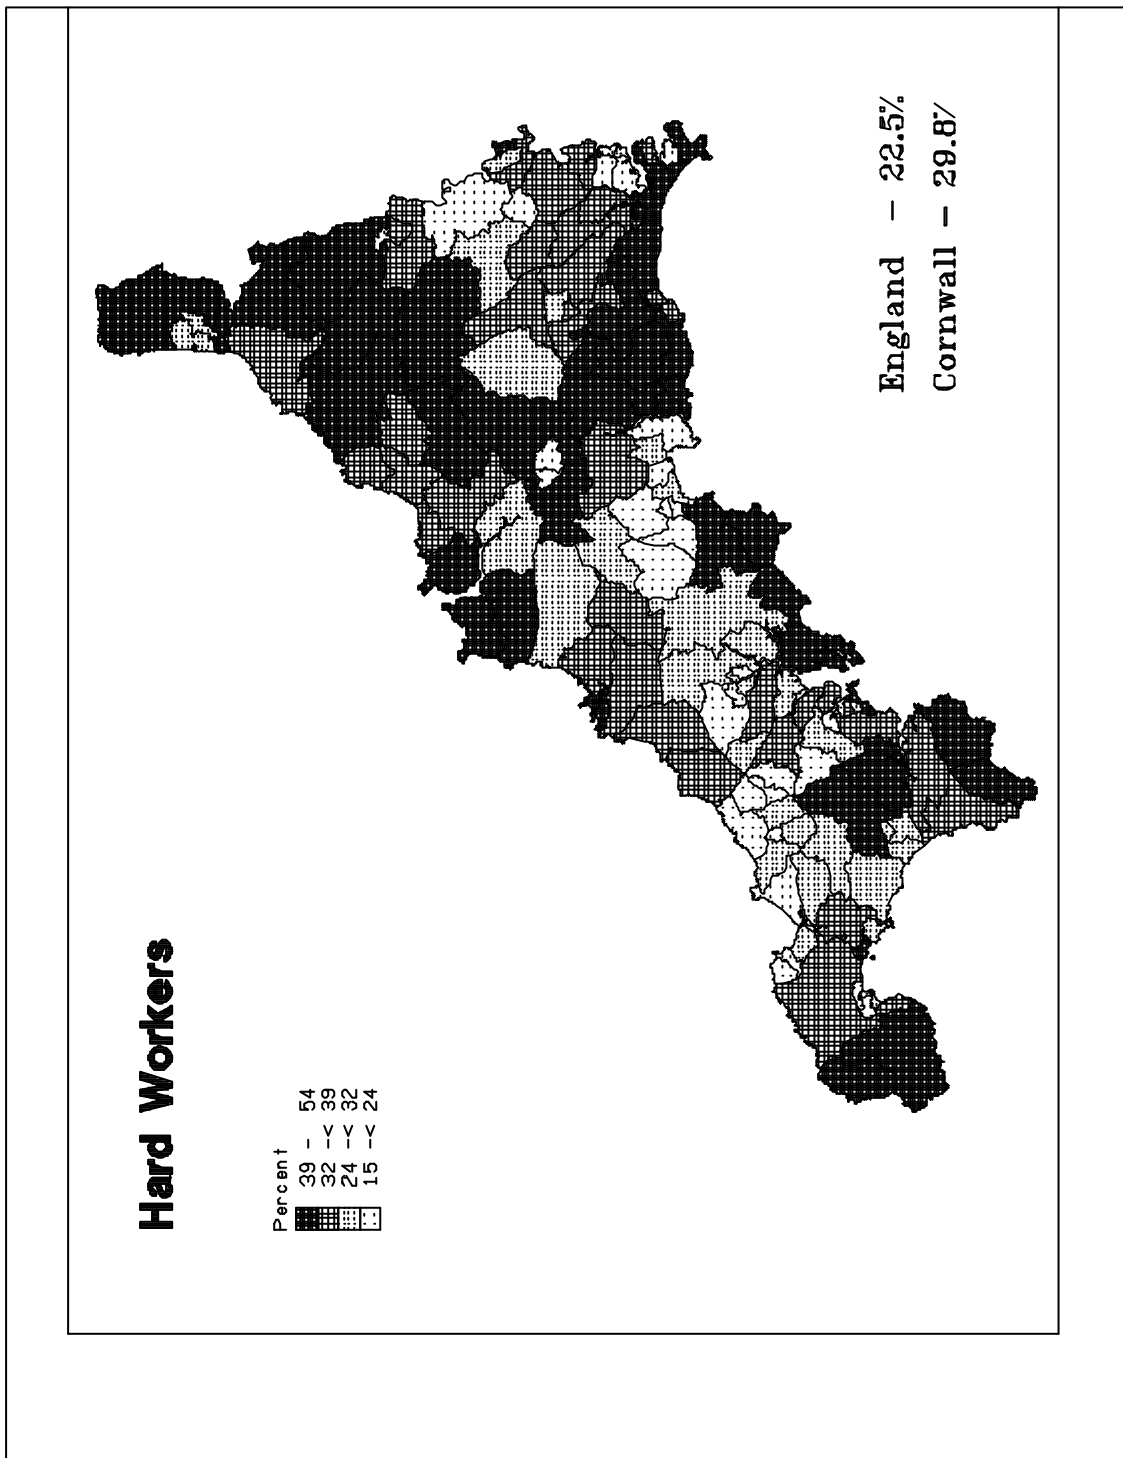 Hard Workers
Percent
39 - 54
32 -< 39
24 -< 32
15 -< 24
England - 22.5%
Cornwall - 29.8%